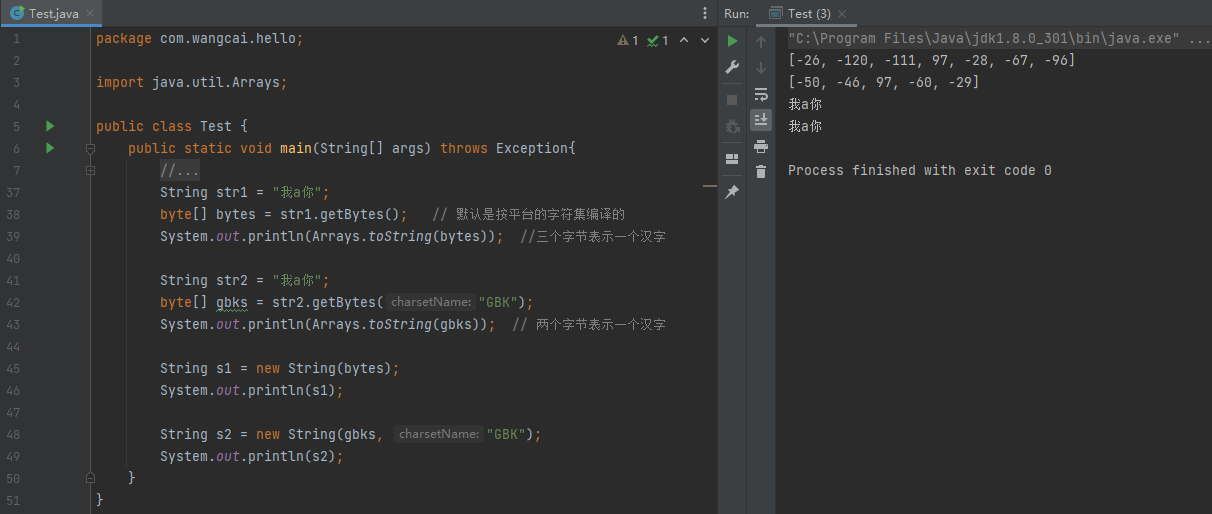 Test.java
Run: Test (3)
1 package com.wangcai.hello;
2
3 import java.util.Arrays;
4
5 public class Test {
6 public static void main(String[] args) throws Exception{
7 //...
37 String str1 = "我a你";
38 byte[] bytes = str1.getBytes(); // 默认是按平台的字符集编译的
39 System.out.println(Arrays.toString(bytes)); //三个字节表示一个汉字
40
41 String str2 = "我a你";
42 byte[] gbks = str2.getBytes( charsetName: "GBK");
43 System.out.println(Arrays.toString(gbks)); // 两个字节表示一个汉字
44
45 String s1 = new String(bytes);
46 System.out.println(s1);
47
48 String s2 = new String(gbks, charsetName: "GBK");
49 System.out.println(s2);
50 }
51 }
1 1
"C:\Program Files\Java\jdk1.8.0_301\bin\java.exe" ...
[-26, -120, -111, 97, -28, -67, -96]
[-50, -46, 97, -60, -29]
我a你
我a你
Process finished with exit code 0